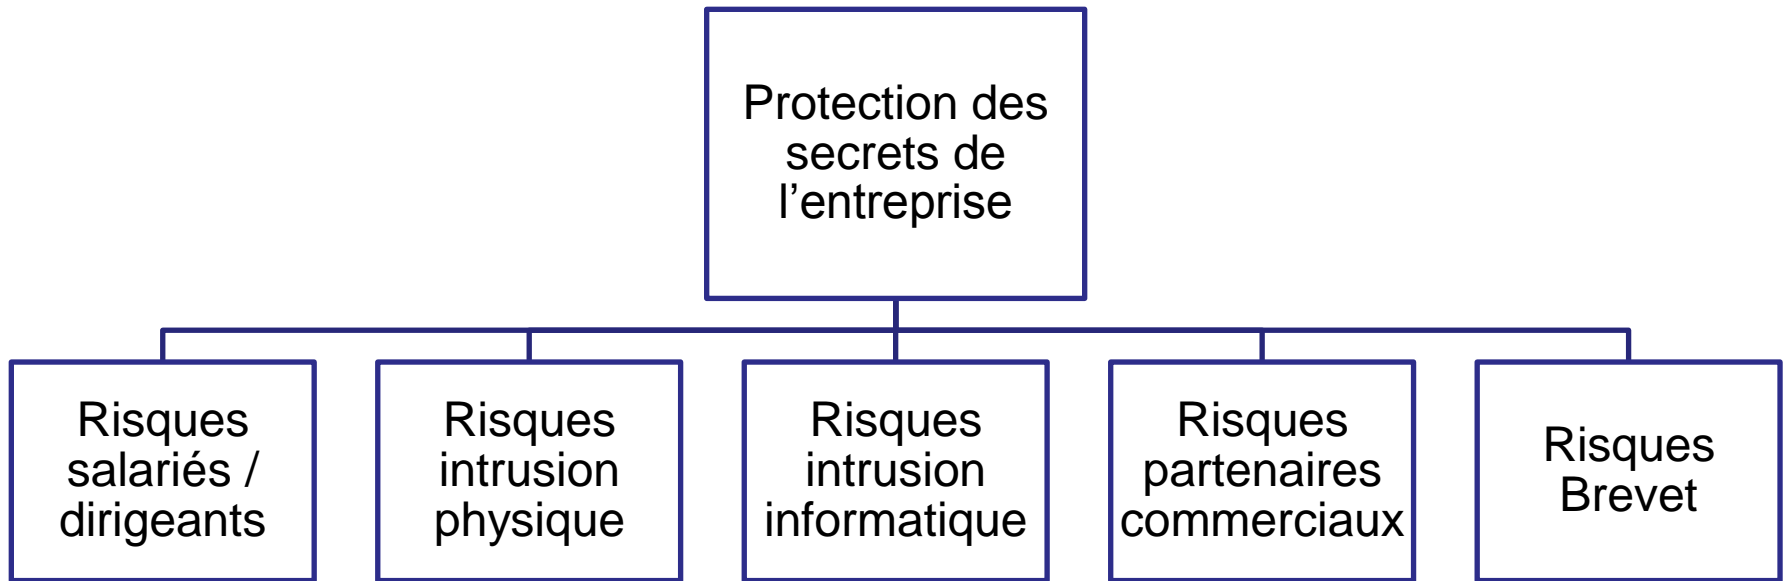 Protection des
secrets de
l’entreprise
Risques
salariés /
dirigeants
Risques
intrusion
physique
Risques
intrusion
informatique
Risques
partenaires
commerciaux
Risques
Brevet